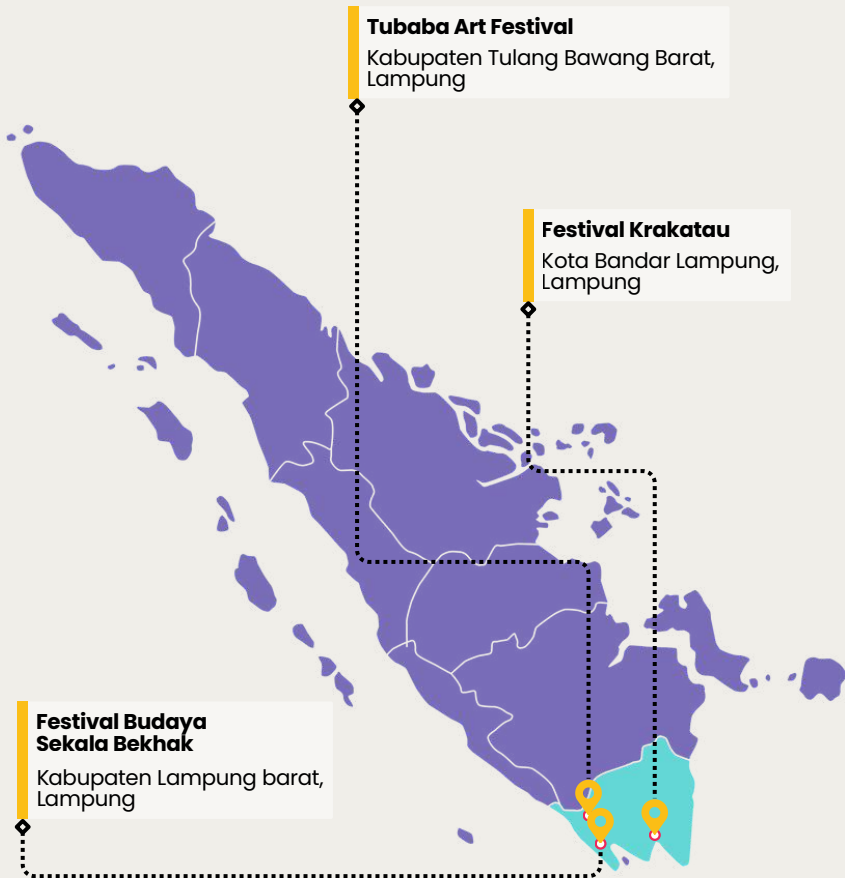 Tubaba Art Festival
Kabupaten Tulang Bawang Barat,
Lampung
Festival Krakatau
Kota Bandar Lampung,
Lampung
Festival Budaya
Sekala Bekhak
Kabupaten Lampung barat,
Lampung